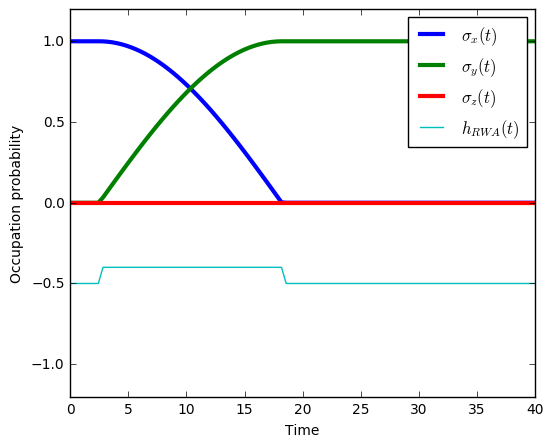 1.0
0.5
0.0
−0.5
−1.0
Occupation probability
σx(t)
σy(t)
σz(t)
hRWA(t)
0 5 10 15 20 25 30 35 40
Time